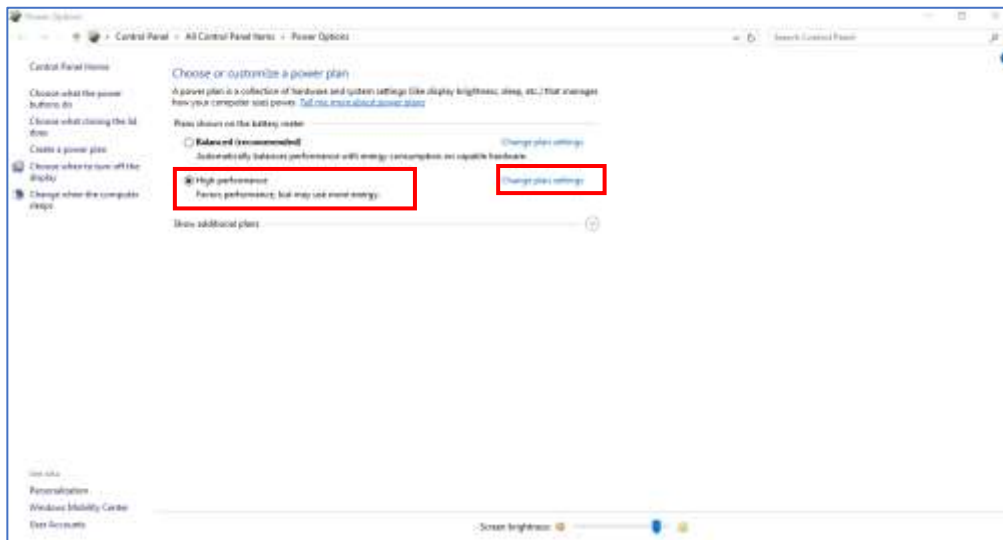 Power Options
Control Panel › All Control Panel Items › Power Options
Search Control Panel
Control Panel Home
Choose what the power
buttons do
Choose what closing the lid
does
Create a power plan
Choose when to turn off the
display
Change when the computer
sleeps
Choose or customize a power plan
A power plan is a collection of hardware and system settings (like display brightness, sleep, etc.) that manages
how your computer uses power. Tell me more about power plans
Plans shown on the battery meter
Balanced (recommended) Change plan settings
Automatically balances performance with energy consumption on capable hardware.
High performance Change plan settings
Favors performance, but may use more energy.
Show additional plans
See also
Personalization
Windows Mobility Center
User Accounts
Screen brightness: